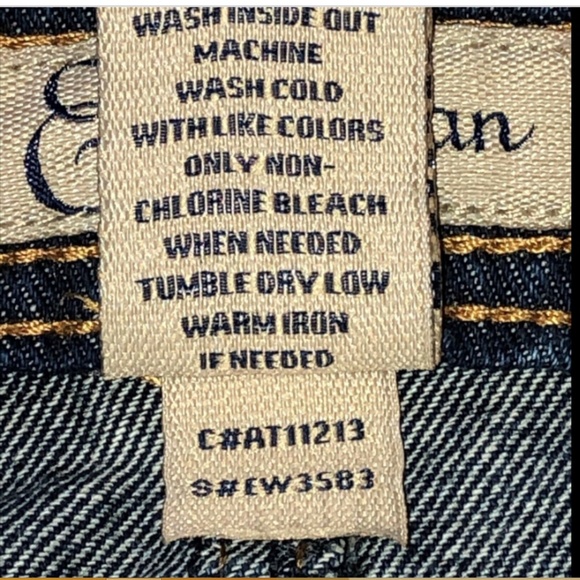 WASH INSIDE OUT
MACHINE
WASH COLD
WITH LIKE COLORS
ONLY NON-
CHLORINE BLEACH
WHEN NEEDED
TUMBLE DRY LOW
WARM IRON
IF NEEDED
C#AT11213
S#EW3583
an